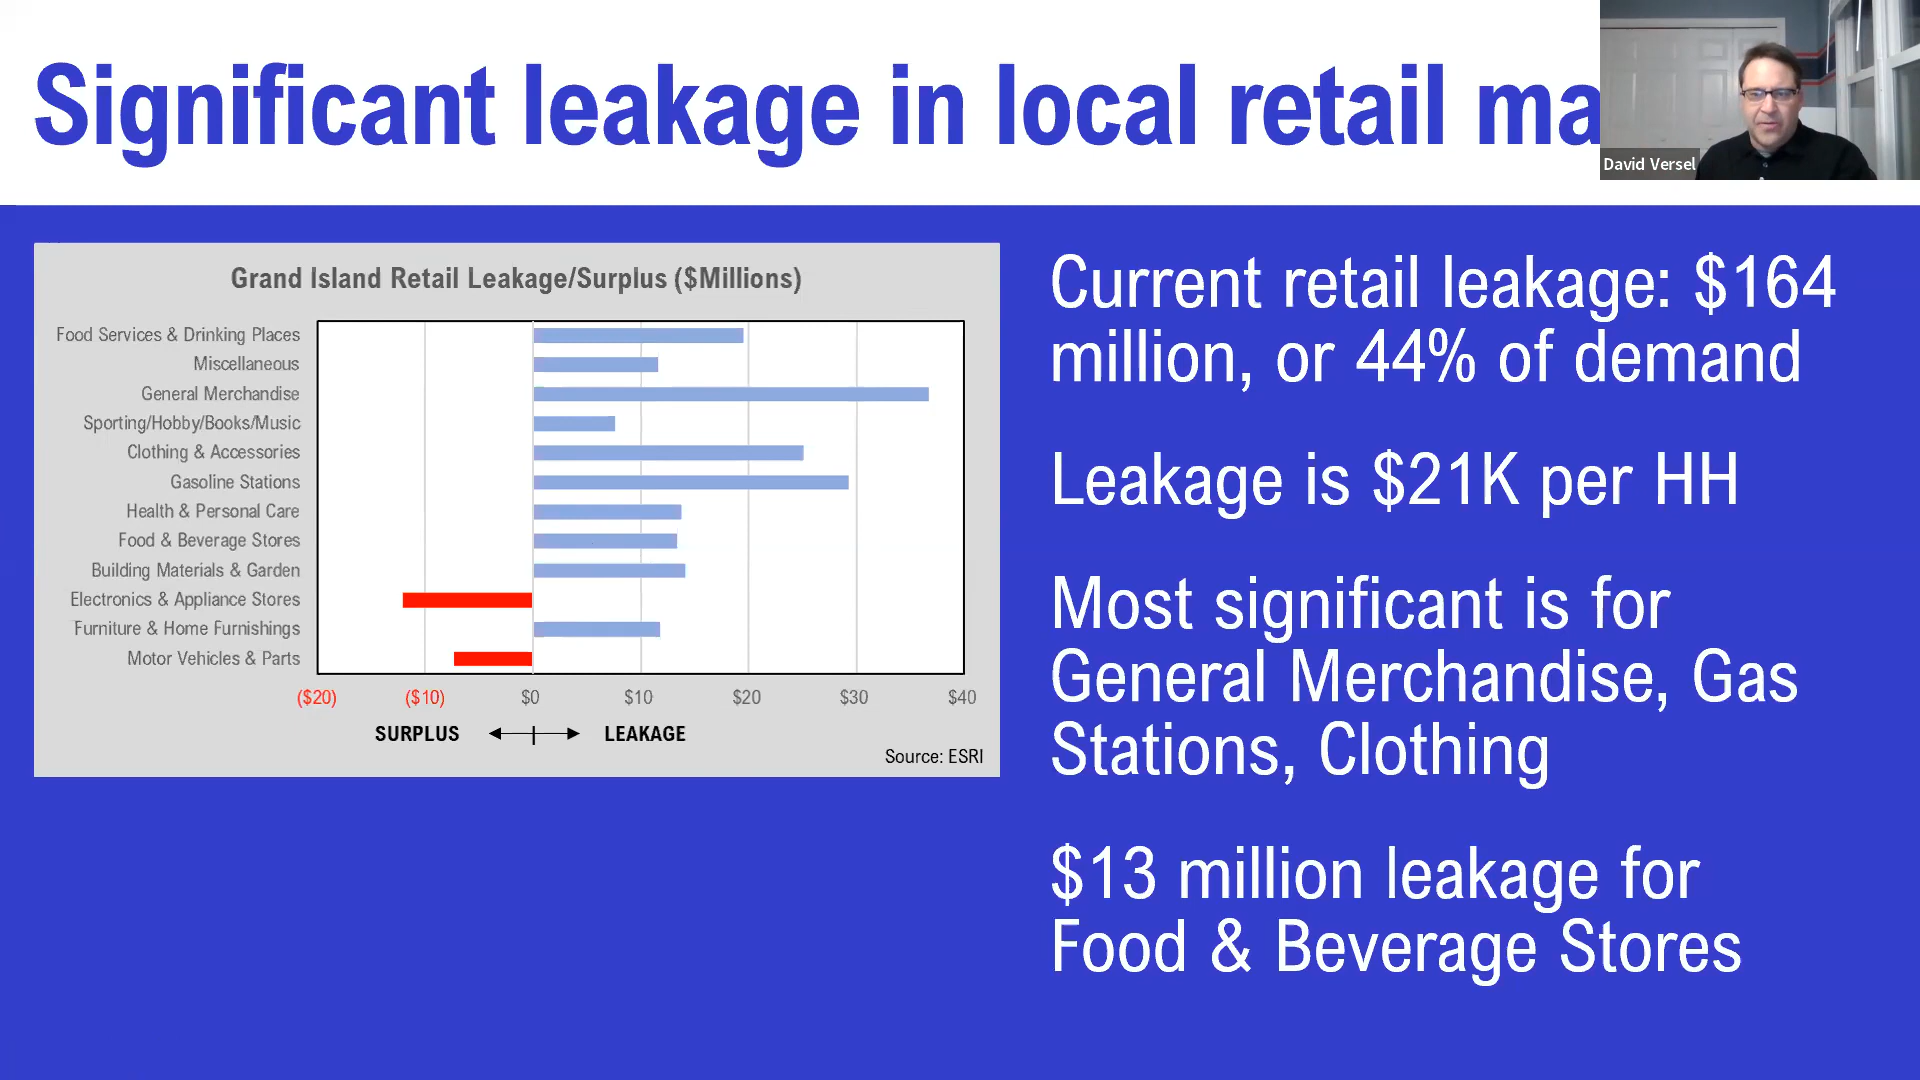 Significant leakage in local retail ma
David Versel
Grand Island Retail Leakage/Surplus ($Millions)
Food Services & Drinking Places
Miscellaneous
General Merchandise
Sporting/Hobby/Books/Music
Clothing & Accessories
Gasoline Stations
Health & Personal Care
Food & Beverage Stores
Building Materials & Garden
Electronics & Appliance Stores
Furniture & Home Furnishings
Motor Vehicles & Parts
($20) ($10) $0 $10 $20 $30 $40
SURPLUS LEAKAGE
Source: ESRI
Current retail leakage: $164
million, or 44% of demand
Leakage is $21K per HH
Most significant is for
General Merchandise, Gas
Stations, Clothing
$13 million leakage for
Food & Beverage Stores